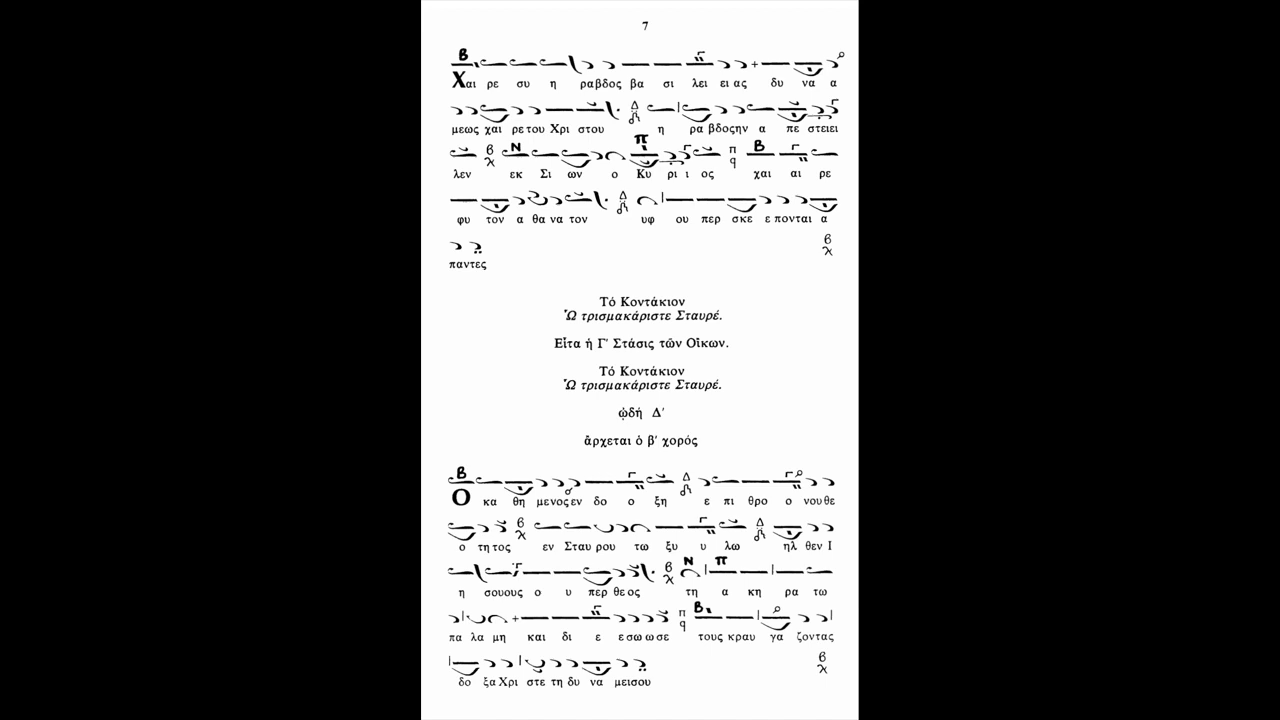 7
Β
Χαι ρε συ η ραβδος βα σι λει ει ας δυ να α
Δ
μεως χαι ρε του Χρι στου η ρα βδος ην α πε στει ει
β Ν π π Β
λεν εκ Σι ων ο Κυ ρι ι ος χαι αι ρε
Δ
φυ τον α θα να τον υφ ου περ σκε ε πονται α
β
παντες
Τό Κοντάκιον
Ὦ τρισμακάριστε Σταυρέ.
Εἶτα ἡ Γ′ Στάσις τῶν Οἴκων.
Τό Κοντάκιον
Ὦ τρισμακάριστε Σταυρέ.
ᾠδή Δ′
ἄρχεται ὁ β′ χορός
Β Δ
Ο κα θη μενος εν δο ο ξη ε πι θρο ο νου θε
β Δ
ο τη τος εν Σταυ ρου τω ξυ υ λω ηλ θεν Ι
β Ν π
η σουους ο υ περ θε ος τη α κη ρα τω
π Β
πα λα μη και δι ε ε σω ω σε τους κραυ γα ζοντας
β
δο ξα Χρι στε τη δυ να μει σου